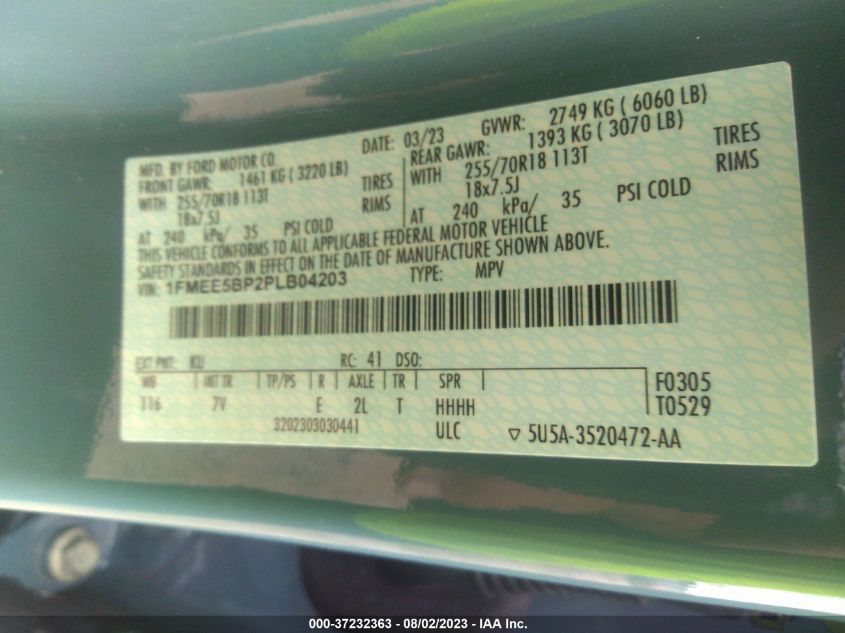 MFD. BY FORD MOTOR CO.
DATE: 03/23 GVWR: 2749 KG ( 6060 LB)
FRONT GAWR: 1461 KG ( 3220 LB)
WITH 255/70R18 113T TIRES
18x7.5J RIMS
AT 240 kPa/ 35 PSI COLD
REAR GAWR: 1393 KG ( 3070 LB)
WITH 255/70R18 113T TIRES
18x7.5J RIMS
AT 240 kPa/ 35 PSI COLD
THIS VEHICLE CONFORMS TO ALL APPLICABLE FEDERAL MOTOR VEHICLE
SAFETY STANDARDS IN EFFECT ON THE DATE OF MANUFACTURE SHOWN ABOVE.
VIN: 1FMEE5BP2PLB04203 TYPE: MPV
EXT PNT: KU RC: 41 DSO:
WB INT TR TP/PS R AXLE TR SPR F0305
116 7V E 2L T HHHH T0529
3202303030441 ULC ▽ 5U5A-3520472-AA
000-37232363 - 08/02/2023 - IAA Inc.